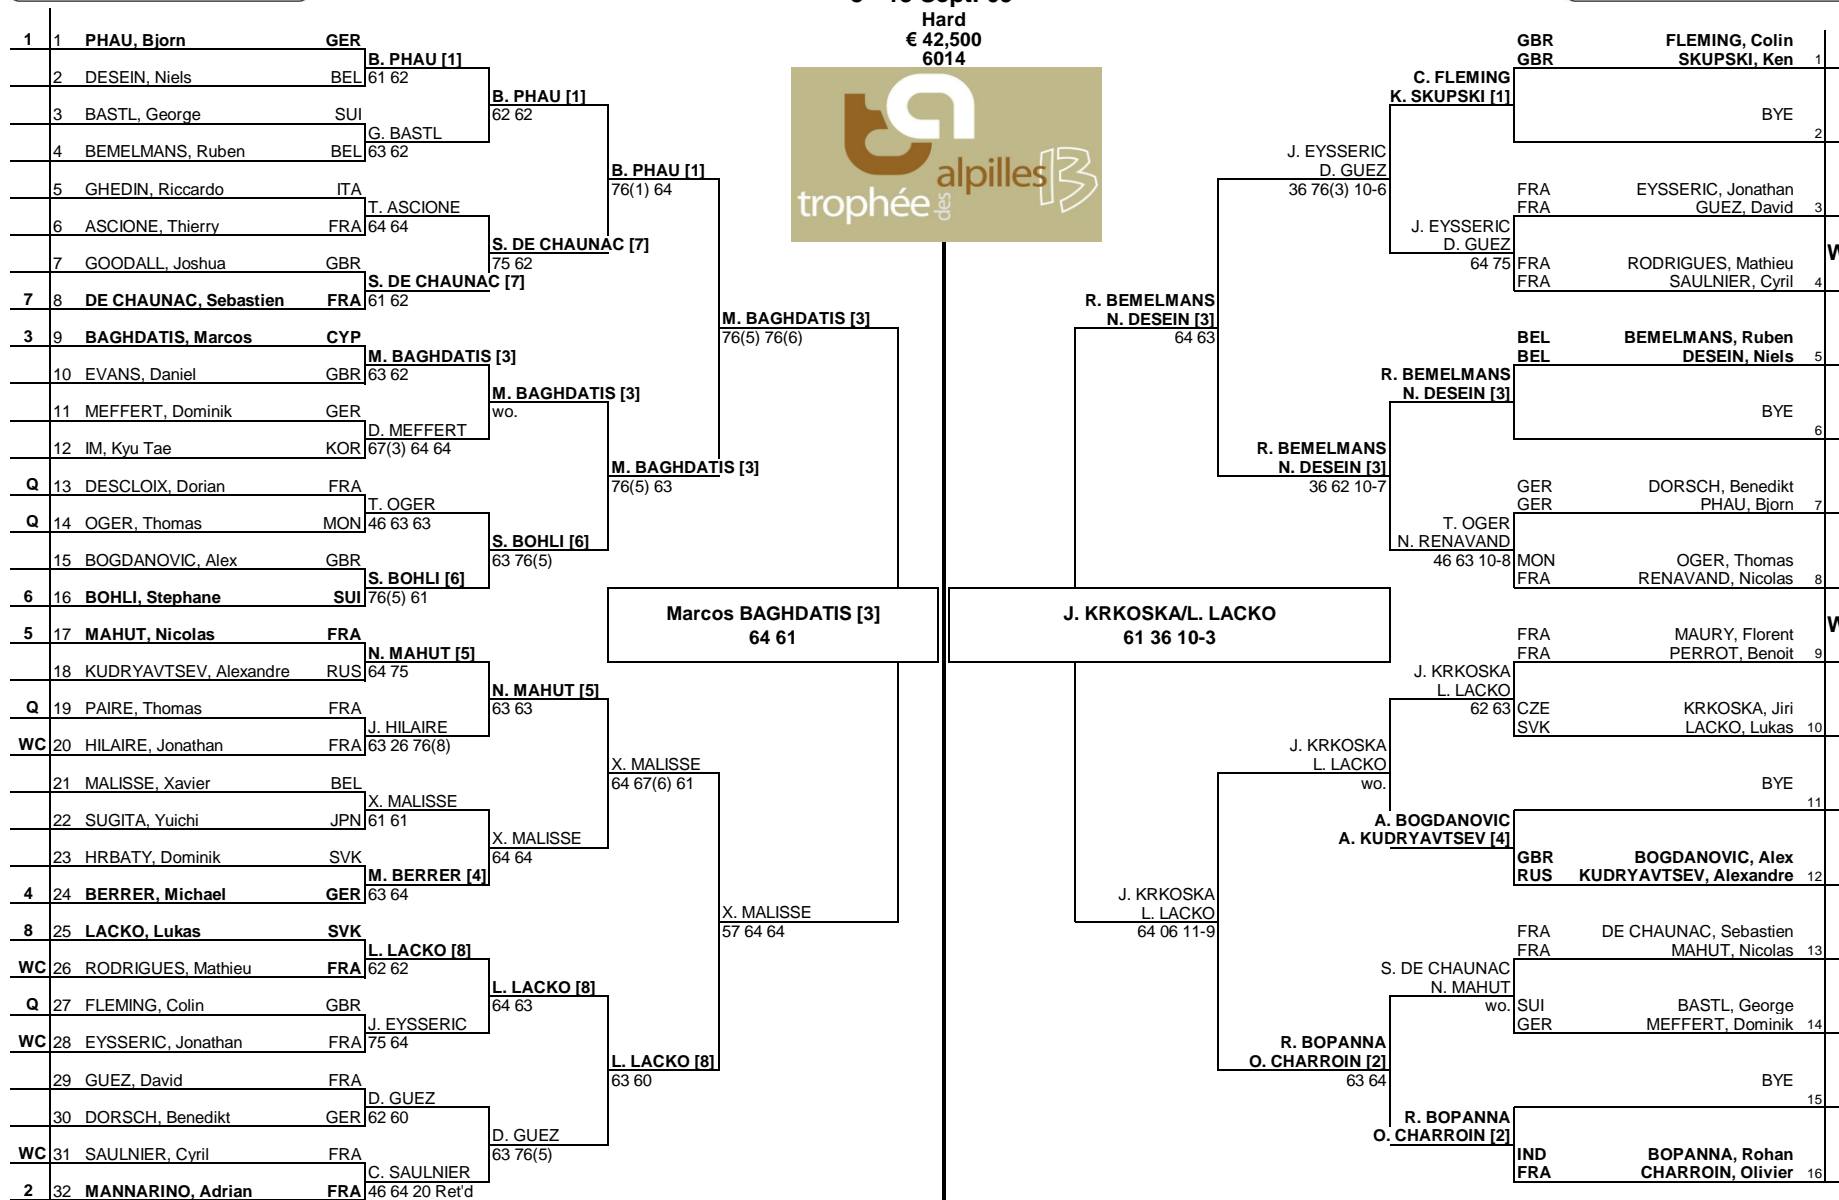 Hard
€ 42,500
6014
trophée des alpilles 13
1 1 PHAU, Bjorn GER
B. PHAU [1]
2 DESEIN, Niels BEL 61 62
B. PHAU [1]
3 BASTL, George SUI 62 62
G. BASTL
4 BEMELMANS, Ruben BEL 63 62
B. PHAU [1]
5 GHEDIN, Riccardo ITA 76(1) 64
T. ASCIONE
6 ASCIONE, Thierry FRA 64 64
S. DE CHAUNAC [7]
7 GOODALL, Joshua GBR 75 62
S. DE CHAUNAC [7]
7 8 DE CHAUNAC, Sebastien FRA 61 62
M. BAGHDATIS [3]
3 9 BAGHDATIS, Marcos CYP 76(5) 76(6)
M. BAGHDATIS [3]
10 EVANS, Daniel GBR 63 62
M. BAGHDATIS [3]
11 MEFFERT, Dominik GER wo.
D. MEFFERT
12 IM, Kyu Tae KOR 67(3) 64 64
M. BAGHDATIS [3]
Q 13 DESCLOIX, Dorian FRA 76(5) 63
T. OGER
Q 14 OGER, Thomas MON 46 63 63
S. BOHLI [6]
15 BOGDANOVIC, Alex GBR 63 76(5)
S. BOHLI [6]
6 16 BOHLI, Stephane SUI 76(5) 61
Marcos BAGHDATIS [3]
64 61
5 17 MAHUT, Nicolas FRA
N. MAHUT [5]
18 KUDRYAVTSEV, Alexandre RUS 64 75
N. MAHUT [5]
Q 19 PAIRE, Thomas FRA 63 63
J. HILAIRE
WC 20 HILAIRE, Jonathan FRA 63 26 76(8)
X. MALISSE
21 MALISSE, Xavier BEL 64 67(6) 61
X. MALISSE
22 SUGITA, Yuichi JPN 61 61
X. MALISSE
23 HRBATY, Dominik SVK 64 64
M. BERRER [4]
4 24 BERRER, Michael GER 63 64
X. MALISSE
8 25 LACKO, Lukas SVK 57 64 64
L. LACKO [8]
WC 26 RODRIGUES, Mathieu FRA 62 62
L. LACKO [8]
Q 27 FLEMING, Colin GBR 64 63
J. EYSSERIC
WC 28 EYSSERIC, Jonathan FRA 75 64
L. LACKO [8]
29 GUEZ, David FRA 63 60
D. GUEZ
30 DORSCH, Benedikt GER 62 60
D. GUEZ
WC 31 SAULNIER, Cyril FRA 63 76(5)
C. SAULNIER
2 32 MANNARINO, Adrian FRA 46 64 20 Ret'd
GBR FLEMING, Colin
GBR SKUPSKI, Ken 1
C. FLEMING
K. SKUPSKI [1]
BYE
2
J. EYSSERIC
D. GUEZ
36 76(3) 10-6
FRA EYSSERIC, Jonathan
FRA GUEZ, David 3
J. EYSSERIC
D. GUEZ
64 75 FRA RODRIGUES, Mathieu
FRA SAULNIER, Cyril 4
R. BEMELMANS
N. DESEIN [3]
64 63
BEL BEMELMANS, Ruben
BEL DESEIN, Niels 5
R. BEMELMANS
N. DESEIN [3]
BYE
6
R. BEMELMANS
N. DESEIN [3]
36 62 10-7
GER DORSCH, Benedikt
GER PHAU, Bjorn 7
T. OGER
N. RENAVAND
46 63 10-8 MON OGER, Thomas
FRA RENAVAND, Nicolas 8
J. KRKOSKA/L. LACKO
61 36 10-3
FRA MAURY, Florent
FRA PERROT, Benoit 9
J. KRKOSKA
L. LACKO
62 63 CZE KRKOSKA, Jiri
SVK LACKO, Lukas 10
J. KRKOSKA
L. LACKO
wo.
BYE
11
A. BOGDANOVIC
A. KUDRYAVTSEV [4]
GBR BOGDANOVIC, Alex
RUS KUDRYAVTSEV, Alexandre 12
J. KRKOSKA
L. LACKO
64 06 11-9
FRA DE CHAUNAC, Sebastien
FRA MAHUT, Nicolas 13
S. DE CHAUNAC
N. MAHUT
wo. SUI BASTL, George
GER MEFFERT, Dominik 14
R. BOPANNA
O. CHARROIN [2]
63 64
BYE
15
R. BOPANNA
O. CHARROIN [2]
IND BOPANNA, Rohan
FRA CHARROIN, Olivier 16